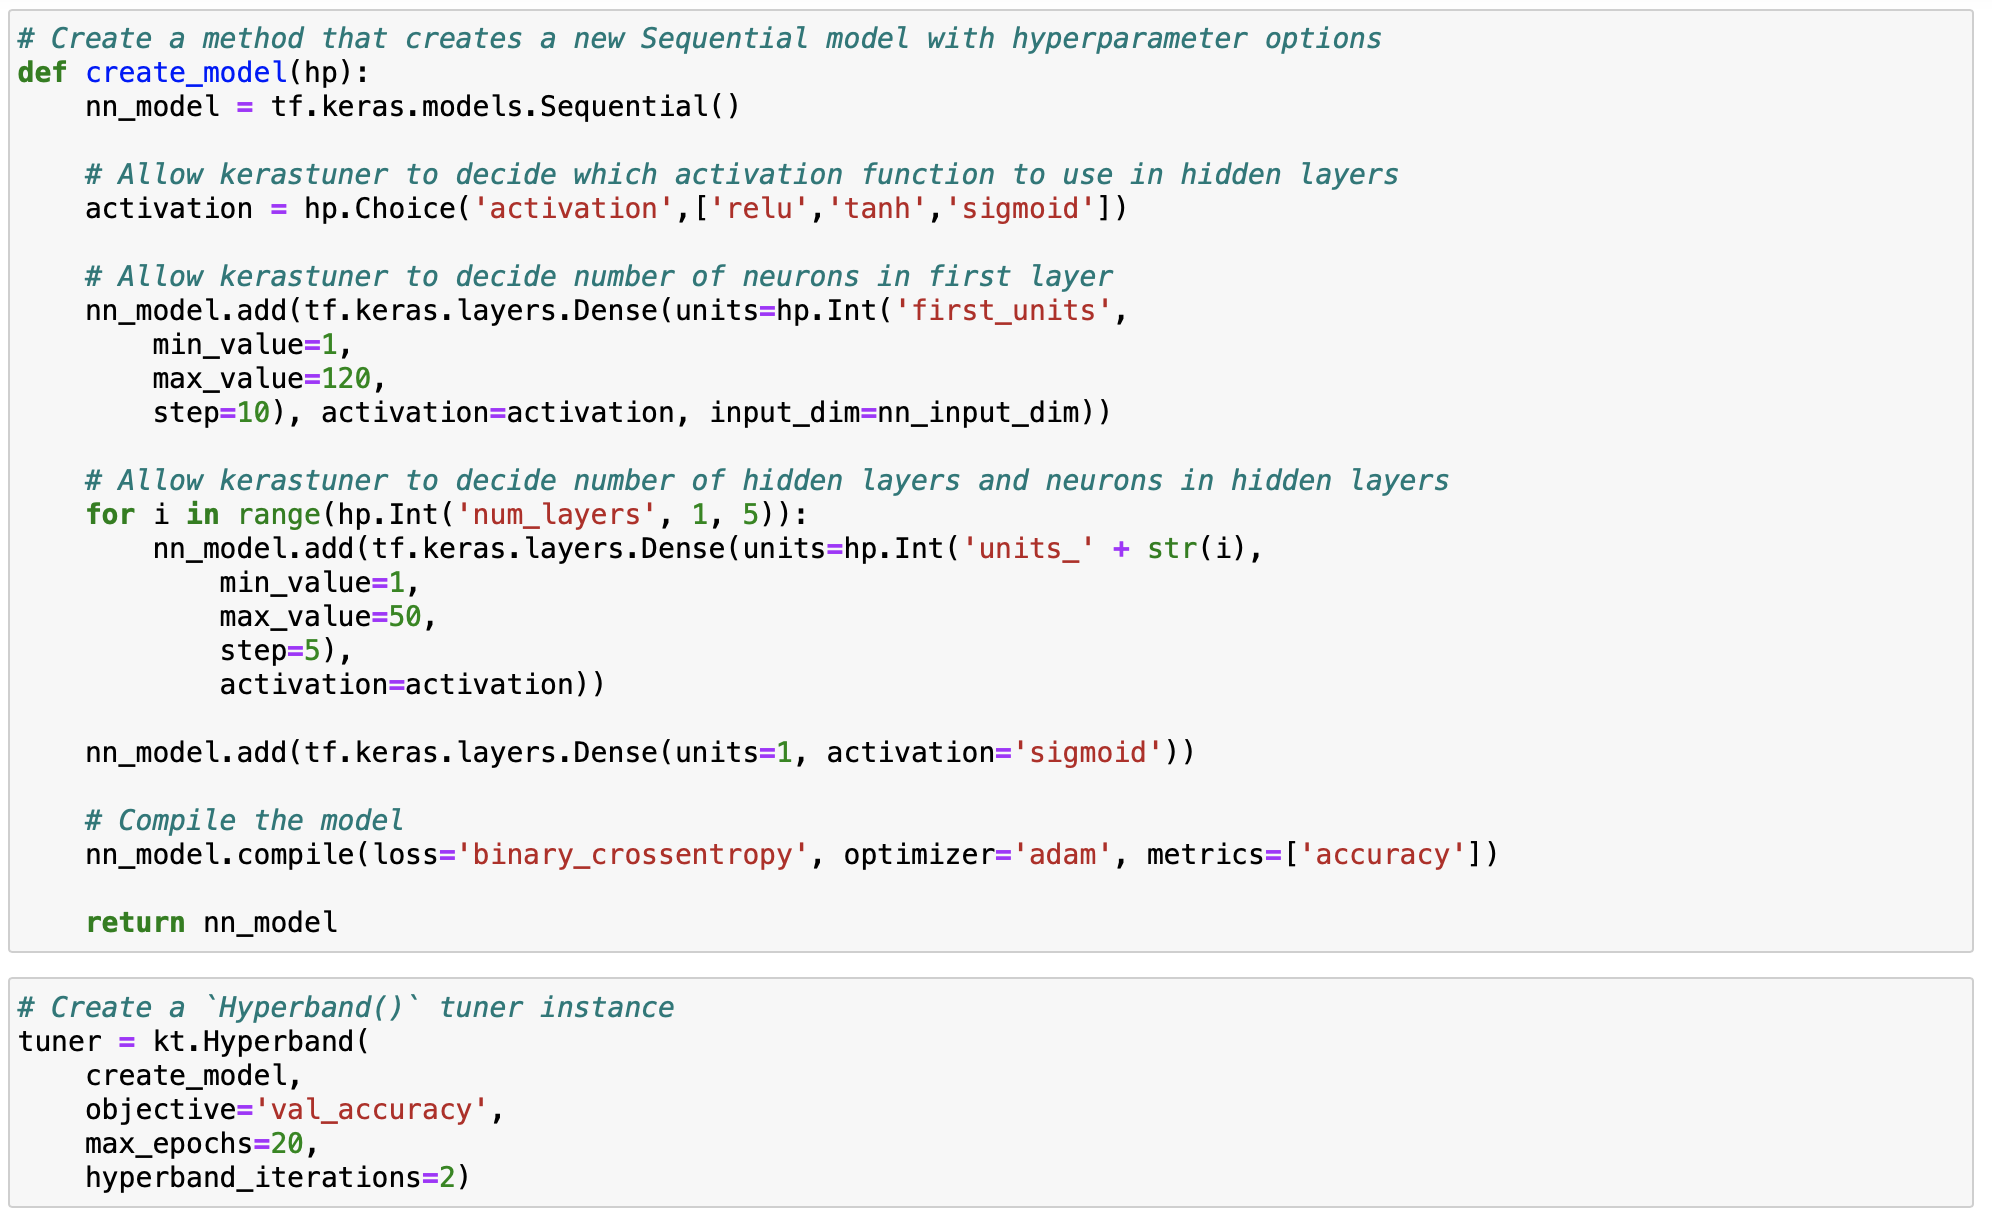 # Create a method that creates a new Sequential model with hyperparameter options
def create_model(hp):
    nn_model = tf.keras.models.Sequential()

    # Allow kerastuner to decide which activation function to use in hidden layers
    activation = hp.Choice('activation',['relu','tanh','sigmoid'])

    # Allow kerastuner to decide number of neurons in first layer
    nn_model.add(tf.keras.layers.Dense(units=hp.Int('first_units',
        min_value=1,
        max_value=120,
        step=10), activation=activation, input_dim=nn_input_dim))

    # Allow kerastuner to decide number of hidden layers and neurons in hidden layers
    for i in range(hp.Int('num_layers', 1, 5)):
        nn_model.add(tf.keras.layers.Dense(units=hp.Int('units_' + str(i),
            min_value=1,
            max_value=50,
            step=5),
            activation=activation))

    nn_model.add(tf.keras.layers.Dense(units=1, activation='sigmoid'))

    # Compile the model
    nn_model.compile(loss='binary_crossentropy', optimizer='adam', metrics=['accuracy'])

    return nn_model

# Create a `Hyperband()` tuner instance
tuner = kt.Hyperband(
    create_model,
    objective='val_accuracy',
    max_epochs=20,
    hyperband_iterations=2)